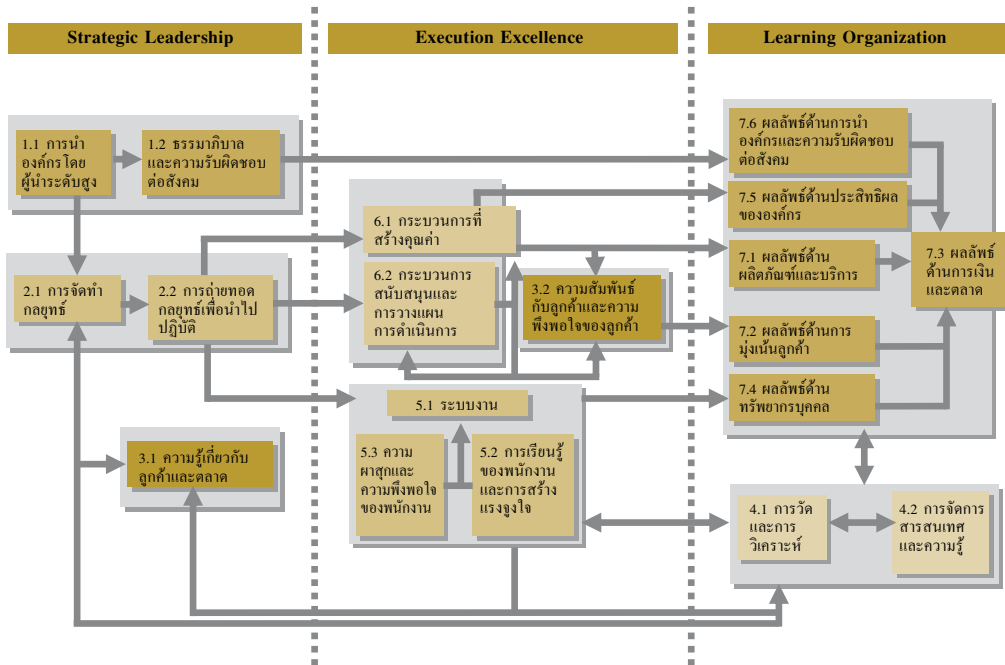 Strategic Leadership
Execution Excellence
Learning Organization
1.1 การนำ
องค์กรโดย
ผู้นำระดับสูง
1.2 ธรรมาภิบาล
และความรับผิดชอบ
ต่อสังคม
2.1 การจัดทำ
กลยุทธ์
2.2 การถ่ายทอด
กลยุทธ์เพื่อนำไป
ปฏิบัติ
3.1 ความรู้เกี่ยวกับ
ลูกค้าและตลาด
6.1 กระบวนการที่
สร้างคุณค่า
6.2 กระบวนการ
สนับสนุนและ
การวางแผน
การดำเนินการ
3.2 ความสัมพันธ์
กับลูกค้าและความ
พึงพอใจของลูกค้า
5.1 ระบบงาน
5.3 ความ
ผาสุกและ
ความพึงพอใจ
ของพนักงาน
5.2 การเรียนรู้
ของพนักงาน
และการสร้าง
แรงจูงใจ
7.6 ผลลัพธ์ด้านการนำ
องค์กรและความรับผิดชอบ
ต่อสังคม
7.5 ผลลัพธ์ด้านประสิทธิผล
ขององค์กร
7.1 ผลลัพธ์ด้าน
ผลิตภัณฑ์และบริการ
7.3 ผลลัพธ์
ด้านการเงิน
และตลาด
7.2 ผลลัพธ์ด้านการ
มุ่งเน้นลูกค้า
7.4 ผลลัพธ์ด้าน
ทรัพยากรบุคคล
4.1 การวัด
และการ
วิเคราะห์
4.2 การจัดการ
สารสนเทศ
และความรู้